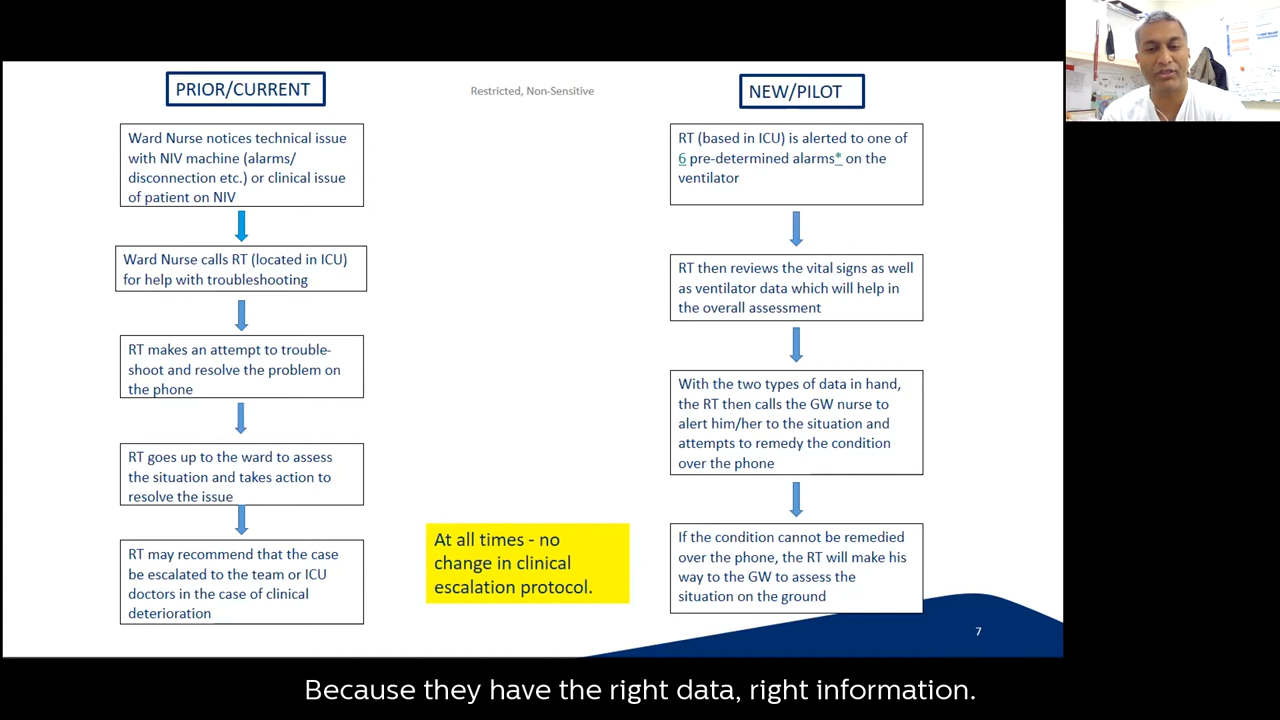 PRIOR/CURRENT
Restricted, Non-Sensitive
NEW/PILOT
Ward Nurse notices technical issue
with NIV machine (alarms/
disconnection etc.) or clinical issue
of patient on NIV
Ward Nurse calls RT (located in ICU)
for help with troubleshooting
RT makes an attempt to trouble-
shoot and resolve the problem on
the phone
RT goes up to the ward to assess
the situation and takes action to
resolve the issue
RT may recommend that the case
be escalated to the team or ICU
doctors in the case of clinical
deterioration
At all times - no
change in clinical
escalation protocol.
RT (based in ICU) is alerted to one of
6 pre-determined alarms* on the
ventilator
RT then reviews the vital signs as well
as ventilator data which will help in
the overall assessment
With the two types of data in hand,
the RT then calls the GW nurse to
alert him/her to the situation and
attempts to remedy the condition
over the phone
If the condition cannot be remedied
over the phone, the RT will make his
way to the GW to assess the
situation on the ground
7
Because they have the right data, right information.